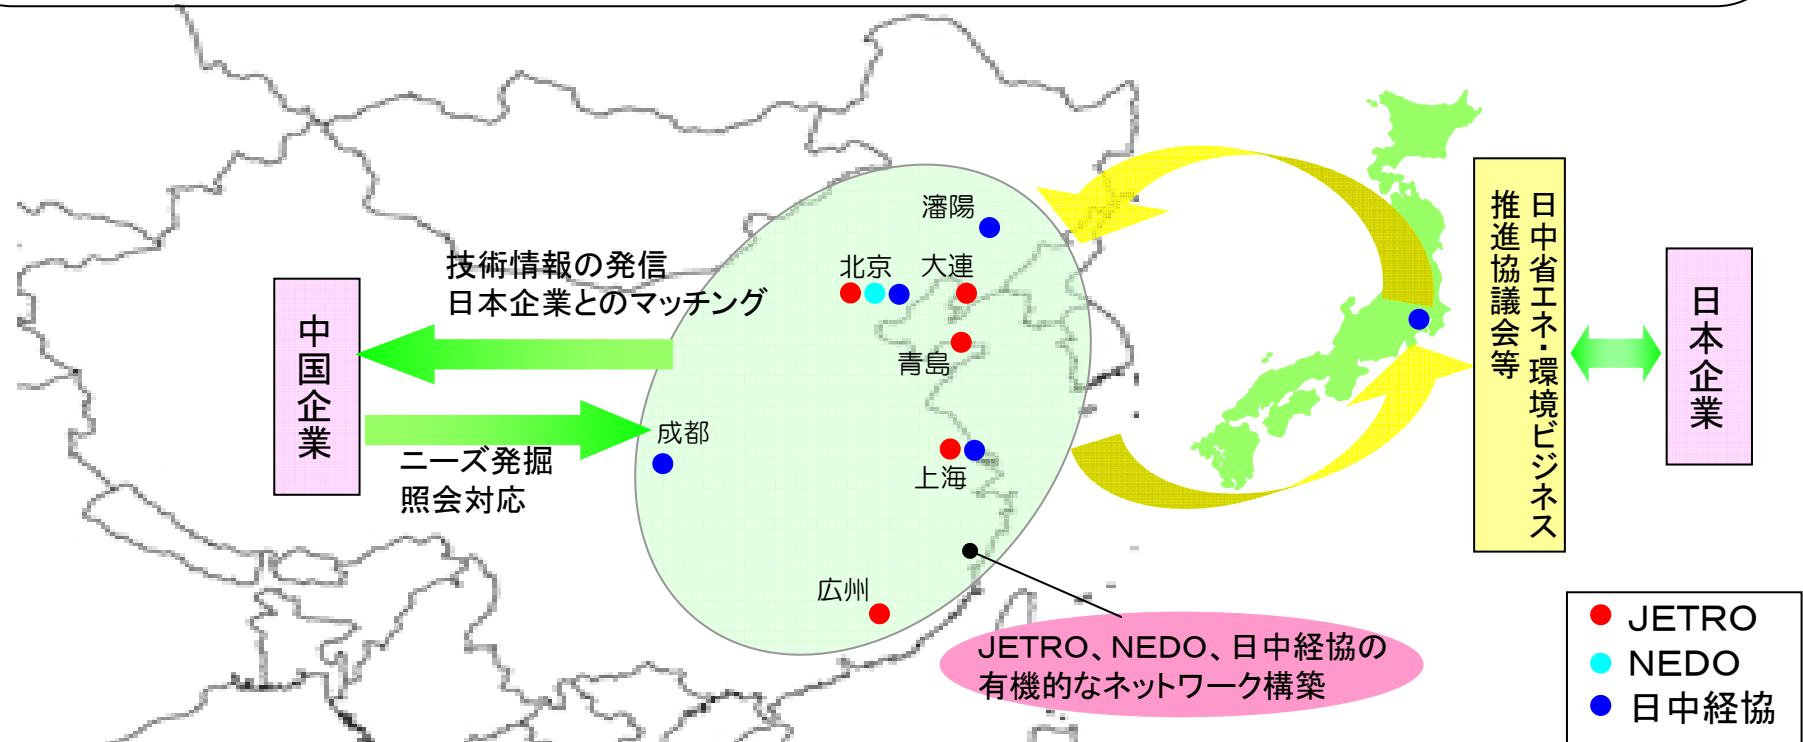 瀋陽
北京
大連
技術情報の発信
日本企業とのマッチング
中国企業
青島
成都
ニーズ発掘
照会対応
上海
広州
JETRO、NEDO、日中経協の
有機的なネットワーク構築
日中省エネ・環境ビジネス
推進協議会等
日本企業
JETRO
NEDO
日中経協